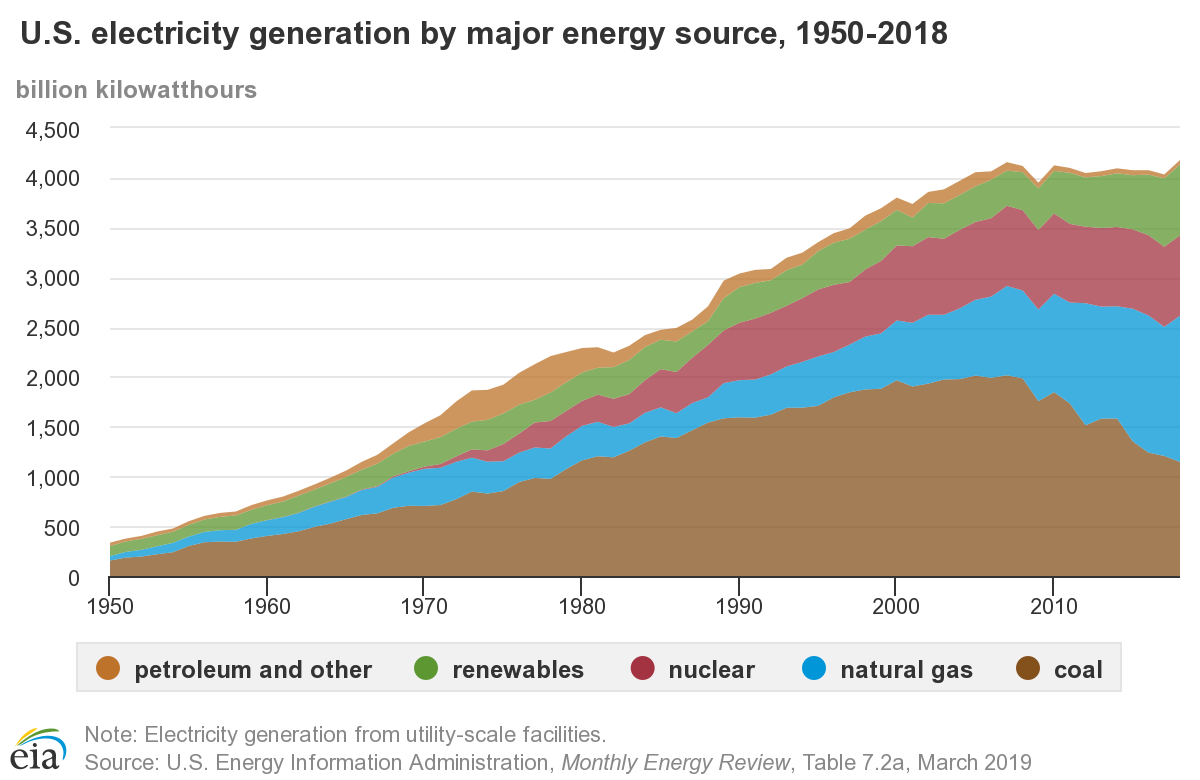 U.S. electricity generation by major energy source, 1950-2018
billion kilowatthours
4,500
4,000
3,500
3,000
2,500
2,000
1,500
1,000
500
0
1950 1960 1970 1980 1990 2000 2010
petroleum and other renewables nuclear natural gas coal
eia
Note: Electricity generation from utility-scale facilities.
Source: U.S. Energy Information Administration, Monthly Energy Review, Table 7.2a, March 2019